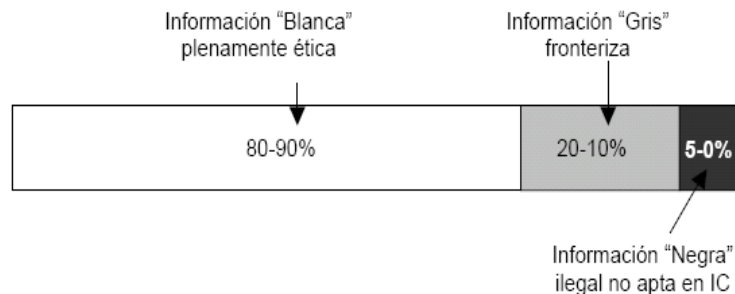 Información “Blanca”
plenamente ética
Información “Gris”
fronteriza
80-90%
20-10%
5-0%
Información “Negra”
ilegal no apta en IC